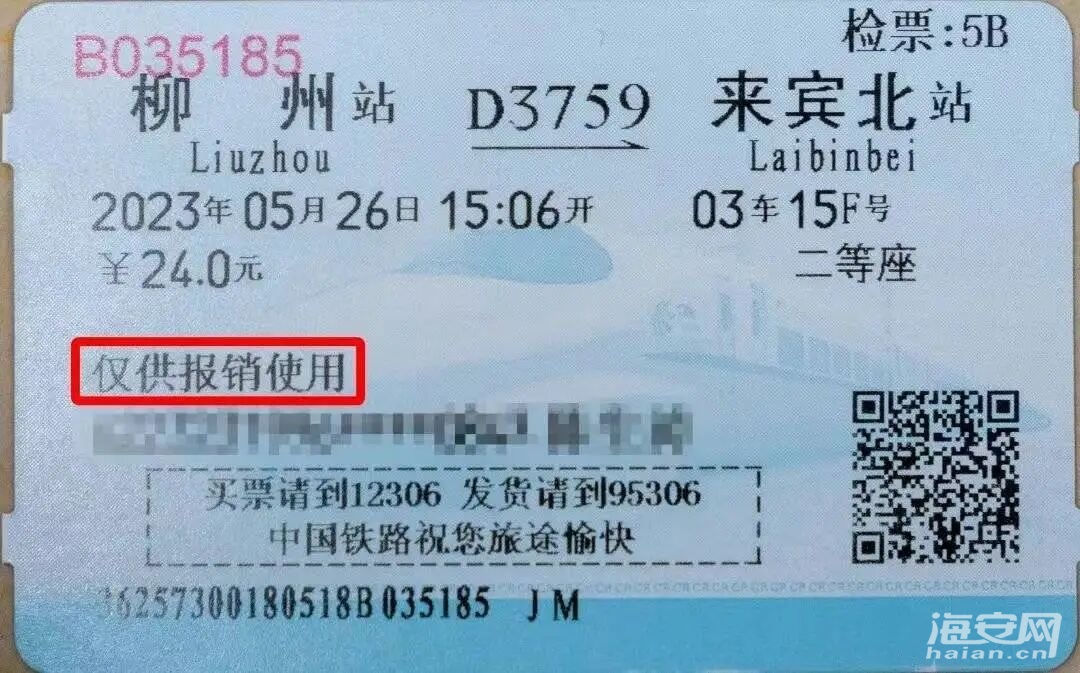 检票:5B
B035185
柳州站 D3759 来宾北站
Liuzhou Laibinbei
2023年05月26日 15:06开 03车15F号
￥24.0元 二等座
仅供报销使用
买票请到12306 发货请到95306
中国铁路祝您旅途愉快
36257300180518B035185 JM
海安网
haian.cn